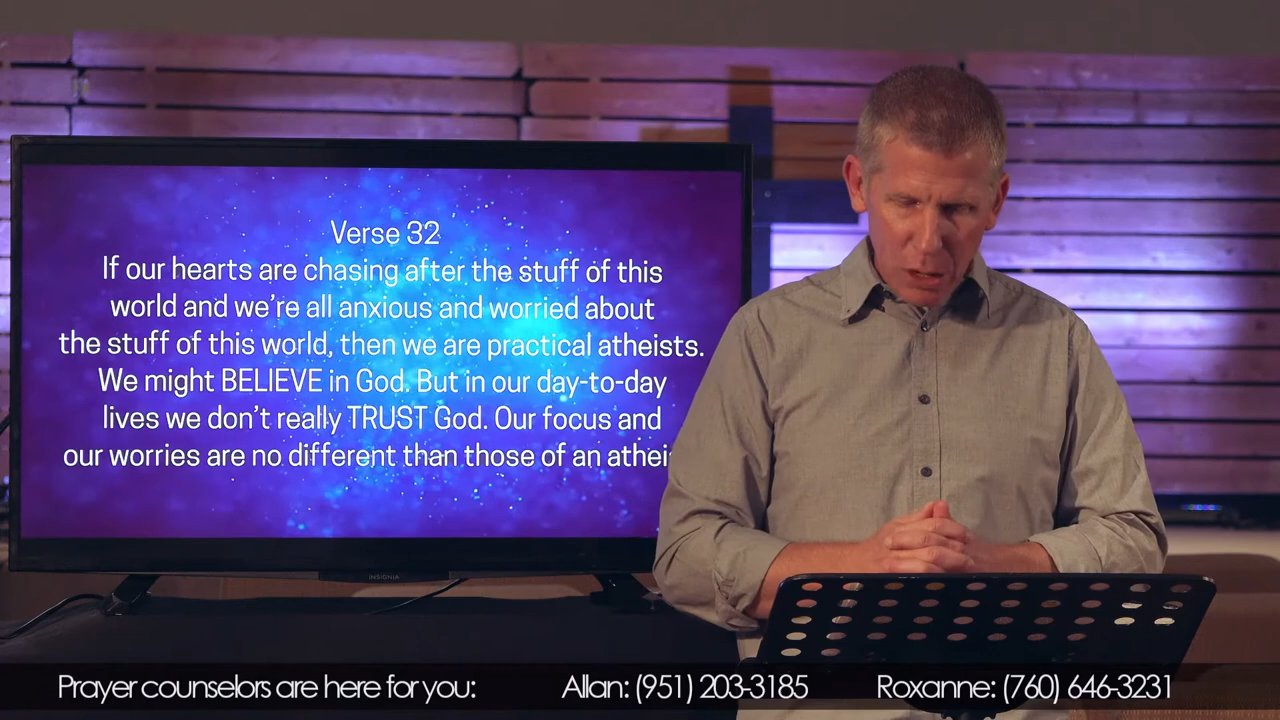 Verse 32
If our hearts are chasing after the stuff of this
world and we're all anxious and worried about
the stuff of this world, then we are practical atheists.
We might BELIEVE in God. But in our day-to-day
lives we don't really TRUST God. Our focus and
our worries are no different than those of an
INSIGNIA
Prayer counselors are here for you: Allan: (951) 203-3185 Roxanne: (760) 646-3231